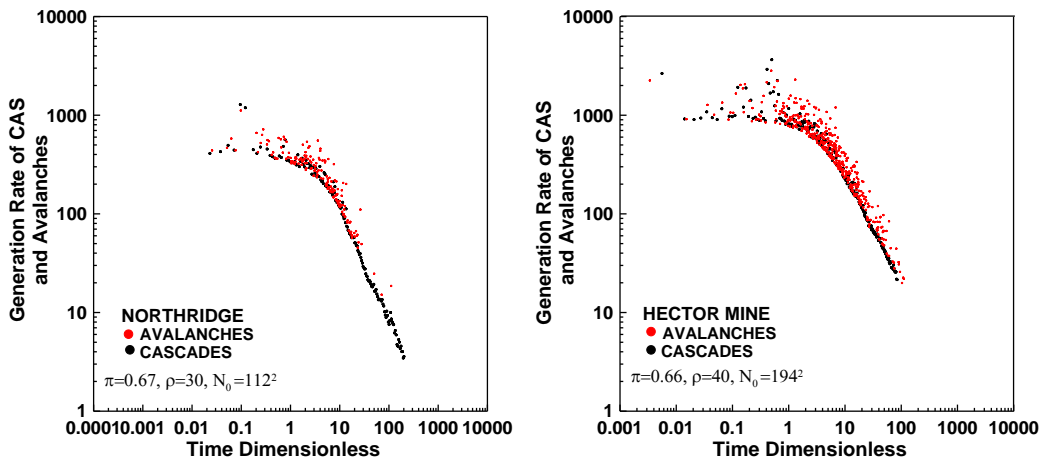 10000
1000
100
10
1
Generation Rate of CAS
and Avalanches
NORTHRIDGE
AVALANCHES
CASCADES
π=0.67, ρ=30, N₀=112²
0.0001 0.001 0.01 0.1 1 10 100 1000 10000
Time Dimensionless
10000
1000
100
10
1
Generation Rate of CAS
and Avalanches
HECTOR MINE
AVALANCHES
CASCADES
π=0.66, ρ=40, N₀=194²
0.001 0.01 0.1 1 10 100 1000 10000
Time Dimensionless